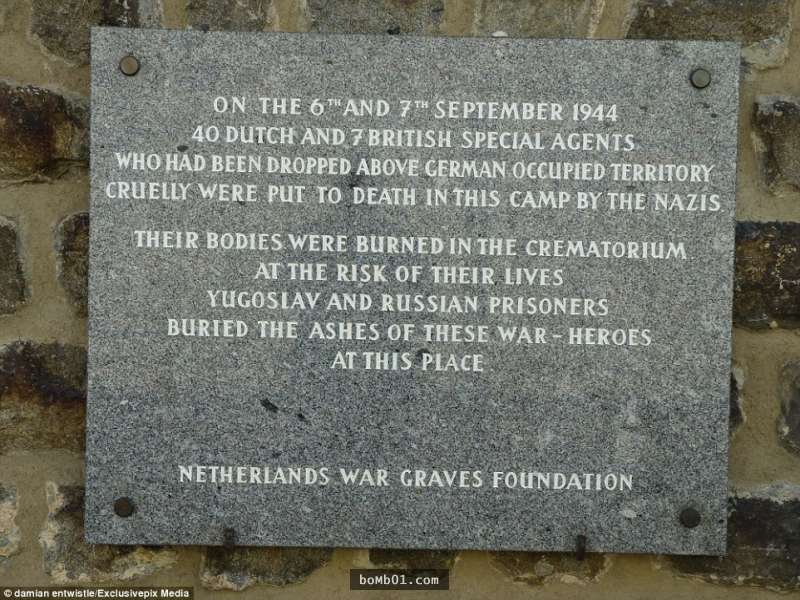 ON THE 6TH AND 7TH SEPTEMBER 1944
40 DUTCH AND 7 BRITISH SPECIAL AGENTS
WHO HAD BEEN DROPPED ABOVE GERMAN OCCUPIED TERRITORY
CRUELLY WERE PUT TO DEATH IN THIS CAMP BY THE NAZIS.
THEIR BODIES WERE BURNED IN THE CREMATORIUM.
AT THE RISK OF THEIR LIVES
YUGOSLAV AND RUSSIAN PRISONERS
BURIED THE ASHES OF THESE WAR-HEROES
AT THIS PLACE
NETHERLANDS WAR GRAVES FOUNDATION
boMb01.com
© damian entwistle/Exclusivepix Media